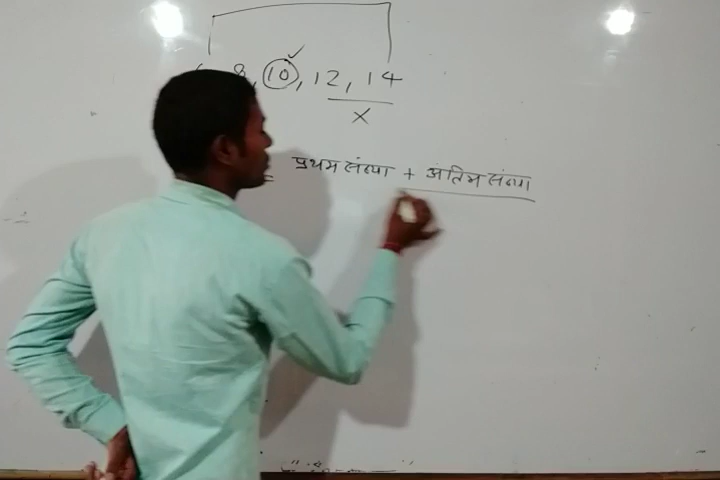 8, 10, 12, 14
x
= प्रथम संख्या + अंतिम संख्या